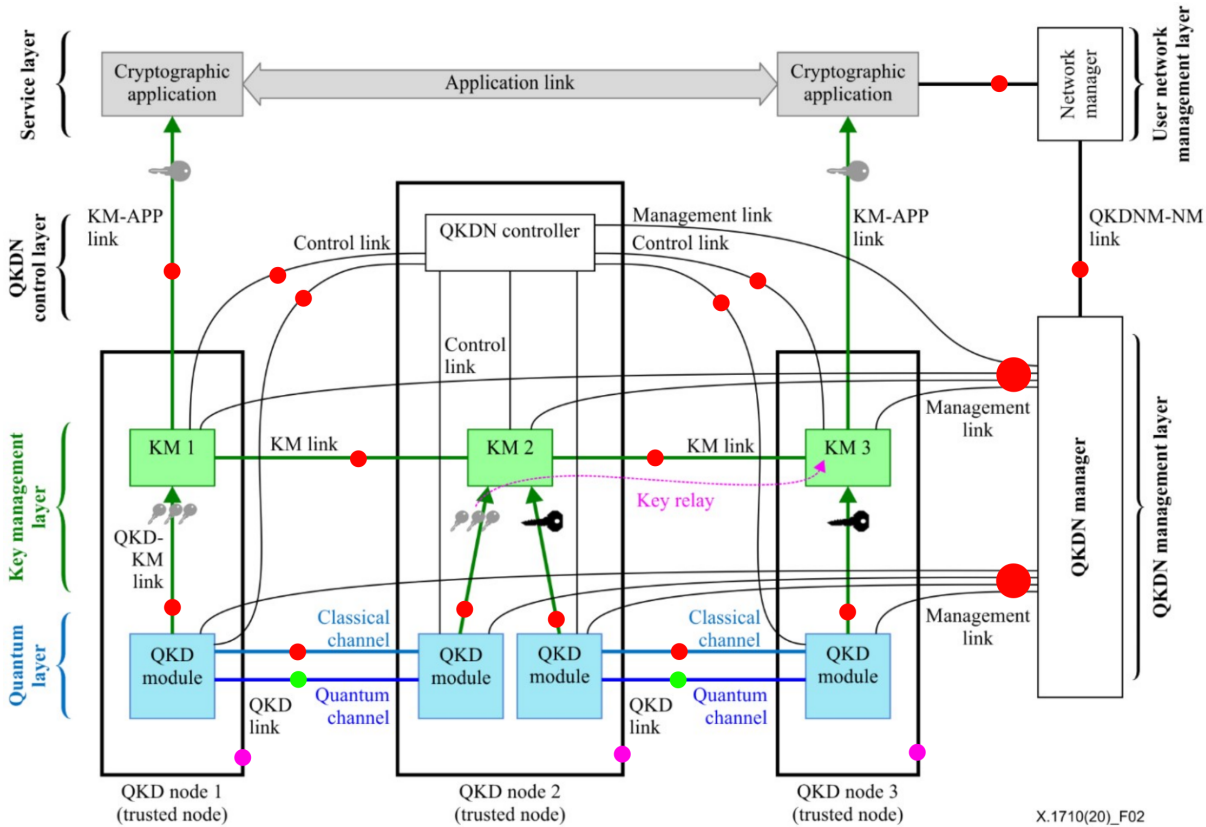 Service layer
Cryptographic
application
Application link
Cryptographic
application
Network
manager
User network
management layer
QKDN
control layer
KM-APP
link
Control link
QKDN controller
Management link
Control link
KM-APP
link
QKDNM-NM
link
Control
link
Key management
layer
KM 1
KM link
KM 2
KM link
KM 3
Management
link
Key relay
QKD-
KM
link
QKDN manager
QKDN management layer
Management
link
Quantum
layer
QKD
module
Classical
channel
QKD
module
QKD
module
Classical
channel
QKD
module
QKD
link
Quantum
channel
QKD
link
Quantum
channel
QKD node 1
(trusted node)
QKD node 2
(trusted node)
QKD node 3
(trusted node)
X.1710(20)_F02